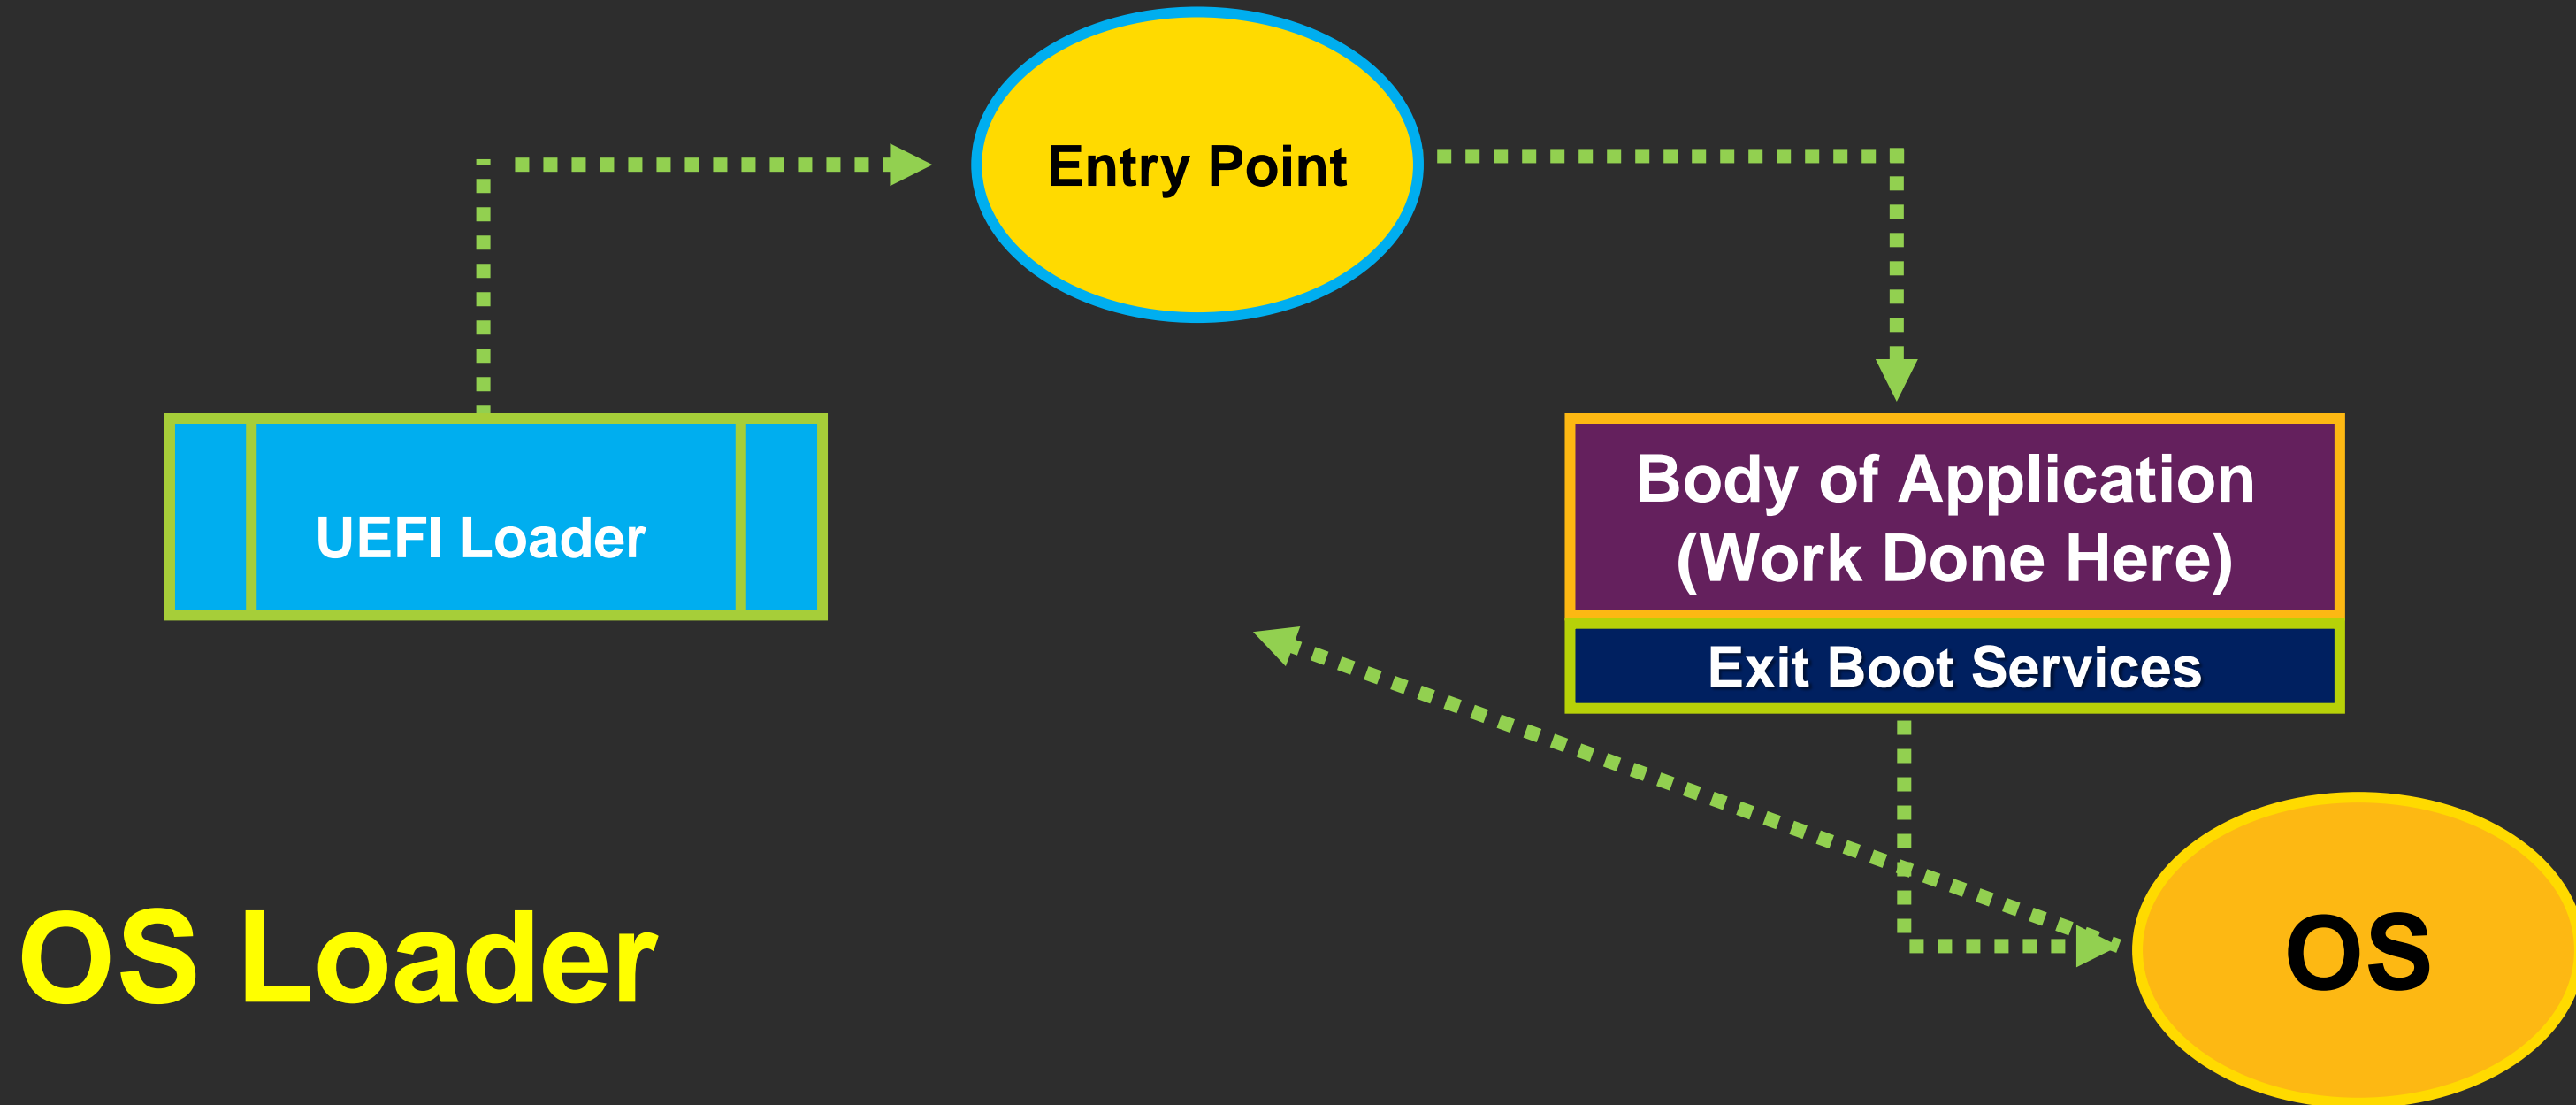 Entry Point
UEFI Loader
Body of Application
(Work Done Here)
Exit Boot Services
OS Loader
OS